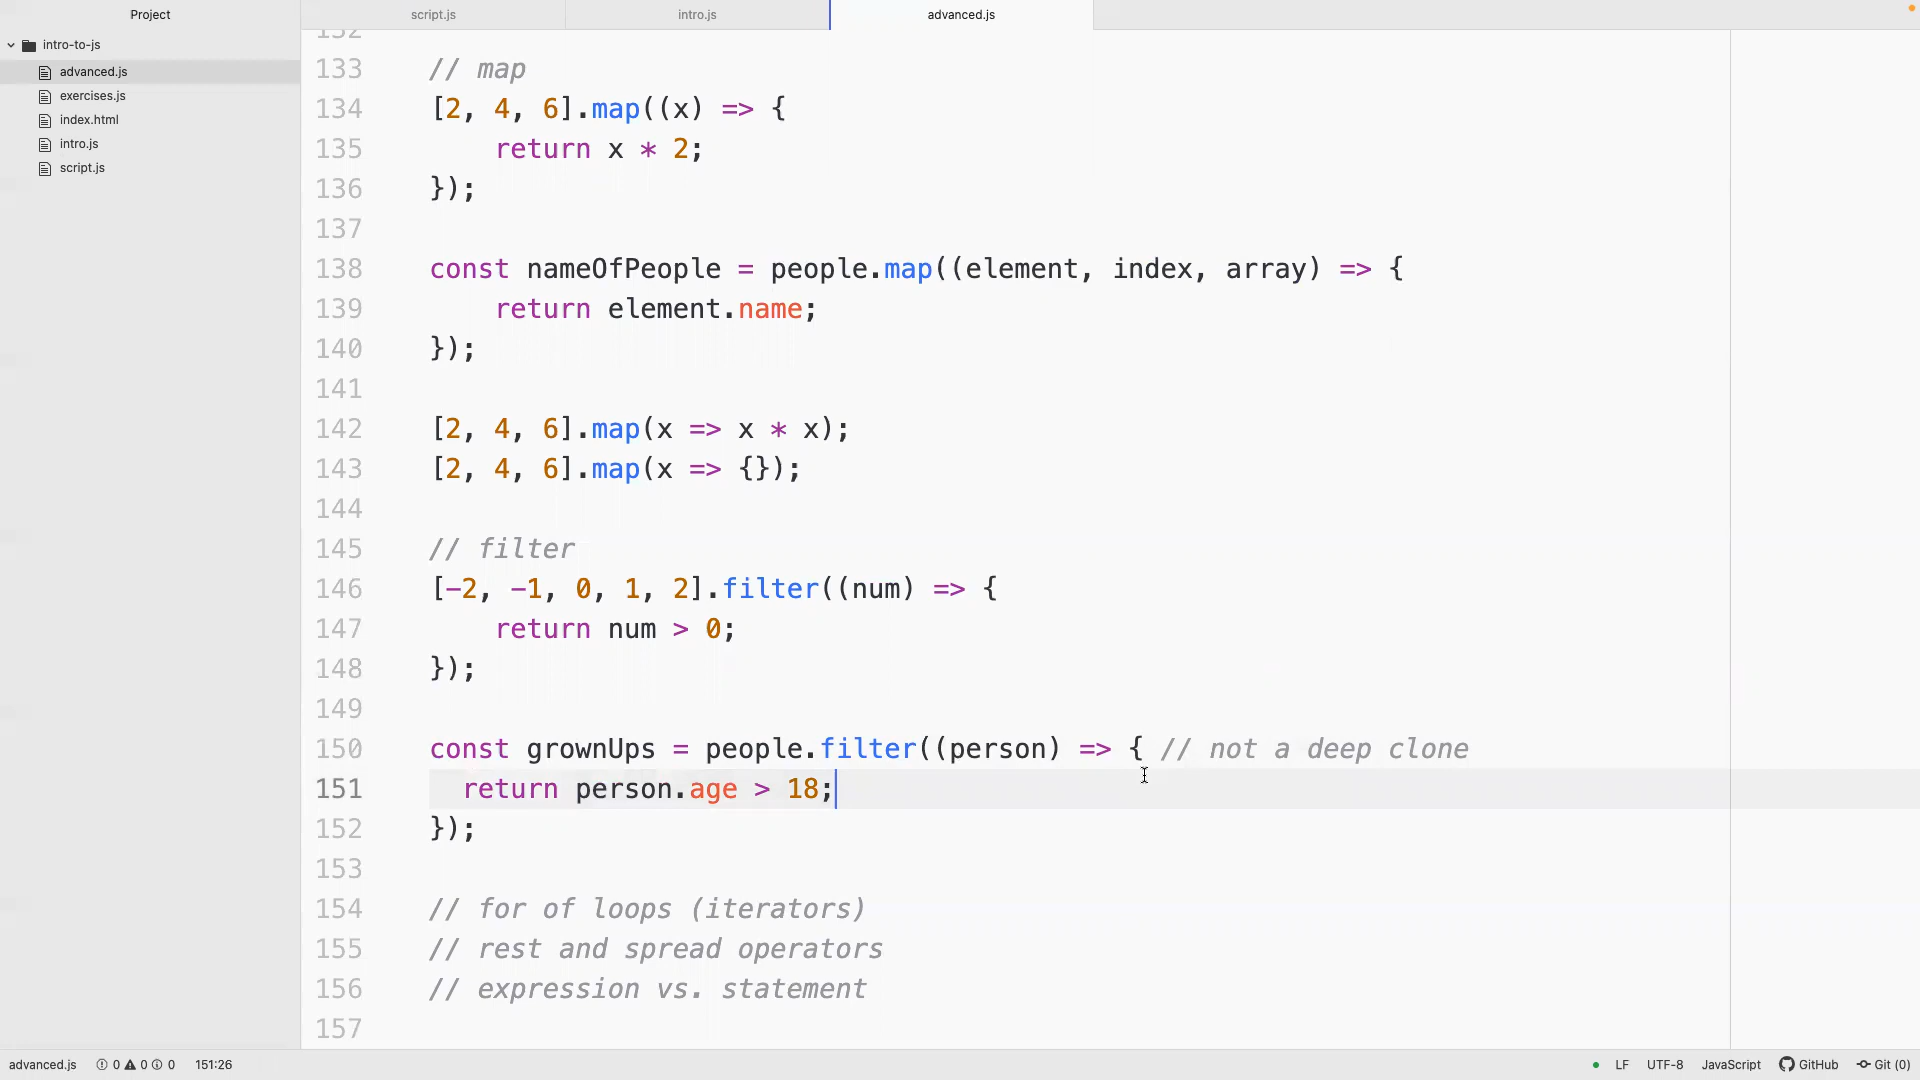 Project
script.js
intro.js
advanced.js
intro-to-js
advanced.js
exercises.js
index.html
intro.js
script.js
132
133 // map
134 [2, 4, 6].map((x) => {
135 return x * 2;
136 });
137
138 const nameOfPeople = people.map((element, index, array) => {
139 return element.name;
140 });
141
142 [2, 4, 6].map(x => x * x);
143 [2, 4, 6].map(x => {});
144
145 // filter
146 [-2, -1, 0, 1, 2].filter((num) => {
147 return num > 0;
148 });
149
150 const grownUps = people.filter((person) => { // not a deep clone
151 return person.age > 18;
152 });
153
154 // for of loops (iterators)
155 // rest and spread operators
156 // expression vs. statement
157
advanced.js 0 0 0 151:26
LF UTF-8 JavaScript GitHub Git (0)